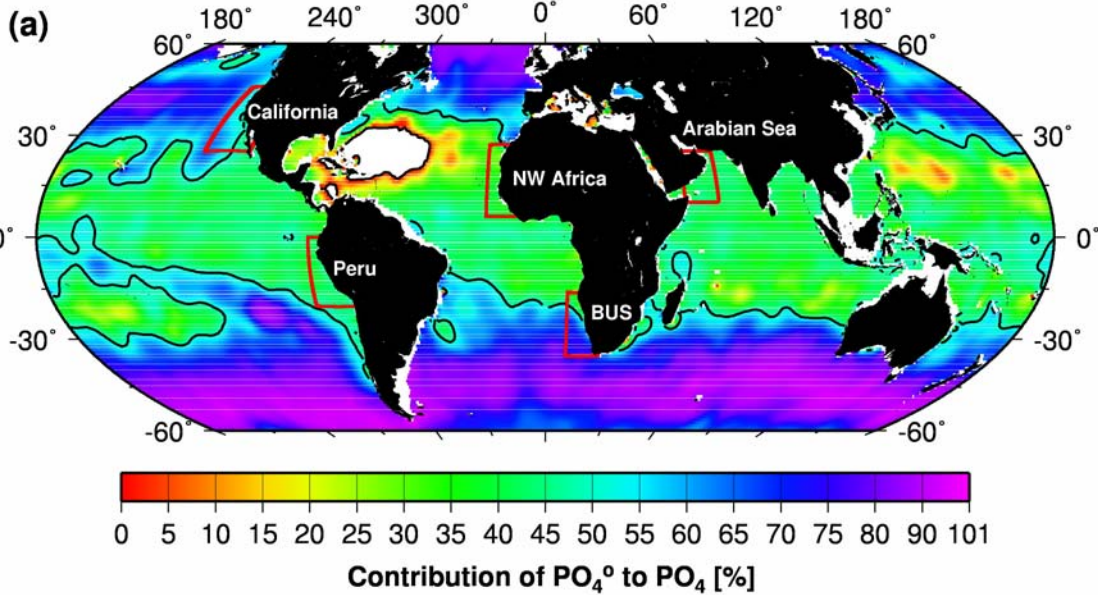 (a)
180° 240° 300° 0° 60° 120° 180°
60° 60°
California
Arabian Sea
30° 30°
NW Africa
0° 0°
Peru
BUS
-30° -30°
-60° -60°
0 5 10 15 20 25 30 35 40 45 50 55 60 65 70 75 80 90 101
Contribution of PO₄⁰ to PO₄ [%]